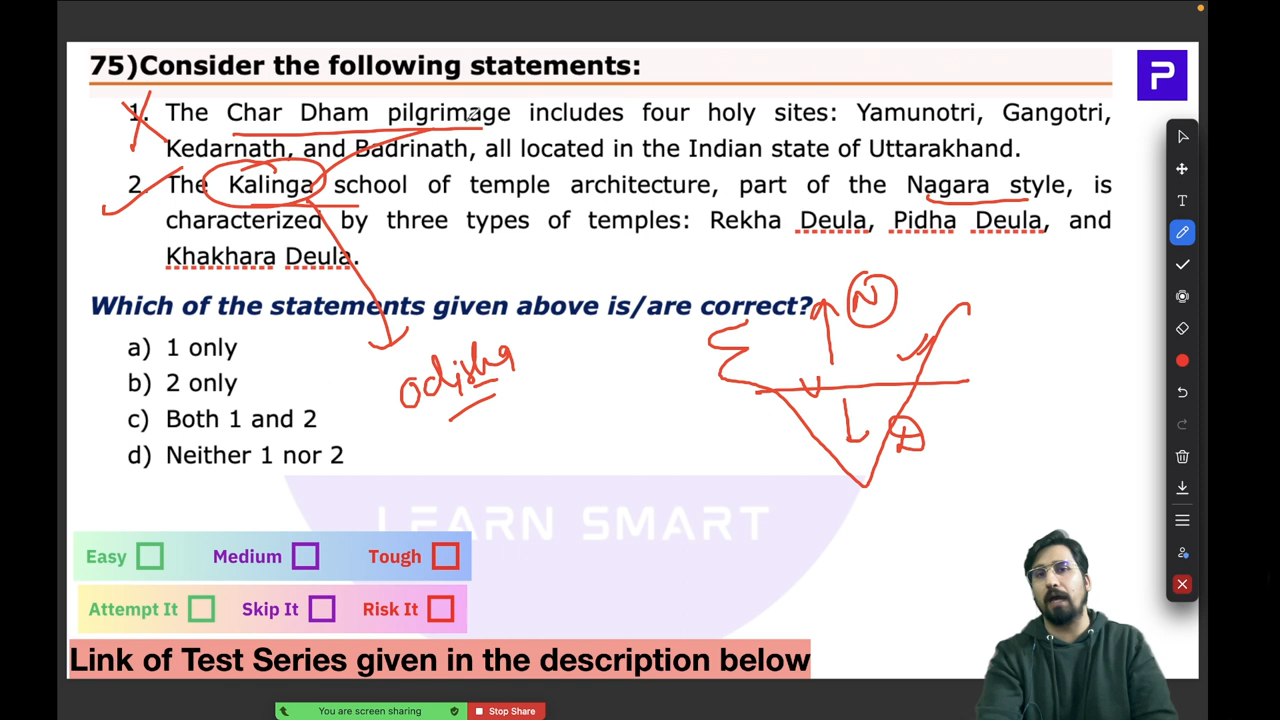 75)Consider the following statements:
1. The Char Dham pilgrimage includes four holy sites: Yamunotri, Gangotri,
Kedarnath, and Badrinath, all located in the Indian state of Uttarakhand.
2. The Kalinga school of temple architecture, part of the Nagara style, is
characterized by three types of temples: Rekha Deula, Pidha Deula, and
Khakhara Deula.
Which of the statements given above is/are correct?
N
a) 1 only
b) 2 only
odisha
c) Both 1 and 2
D
d) Neither 1 nor 2
LEARN SMART
Easy Medium Tough
Attempt It Skip It Risk It
Link of Test Series given in the description below
You are screen sharing Stop Share